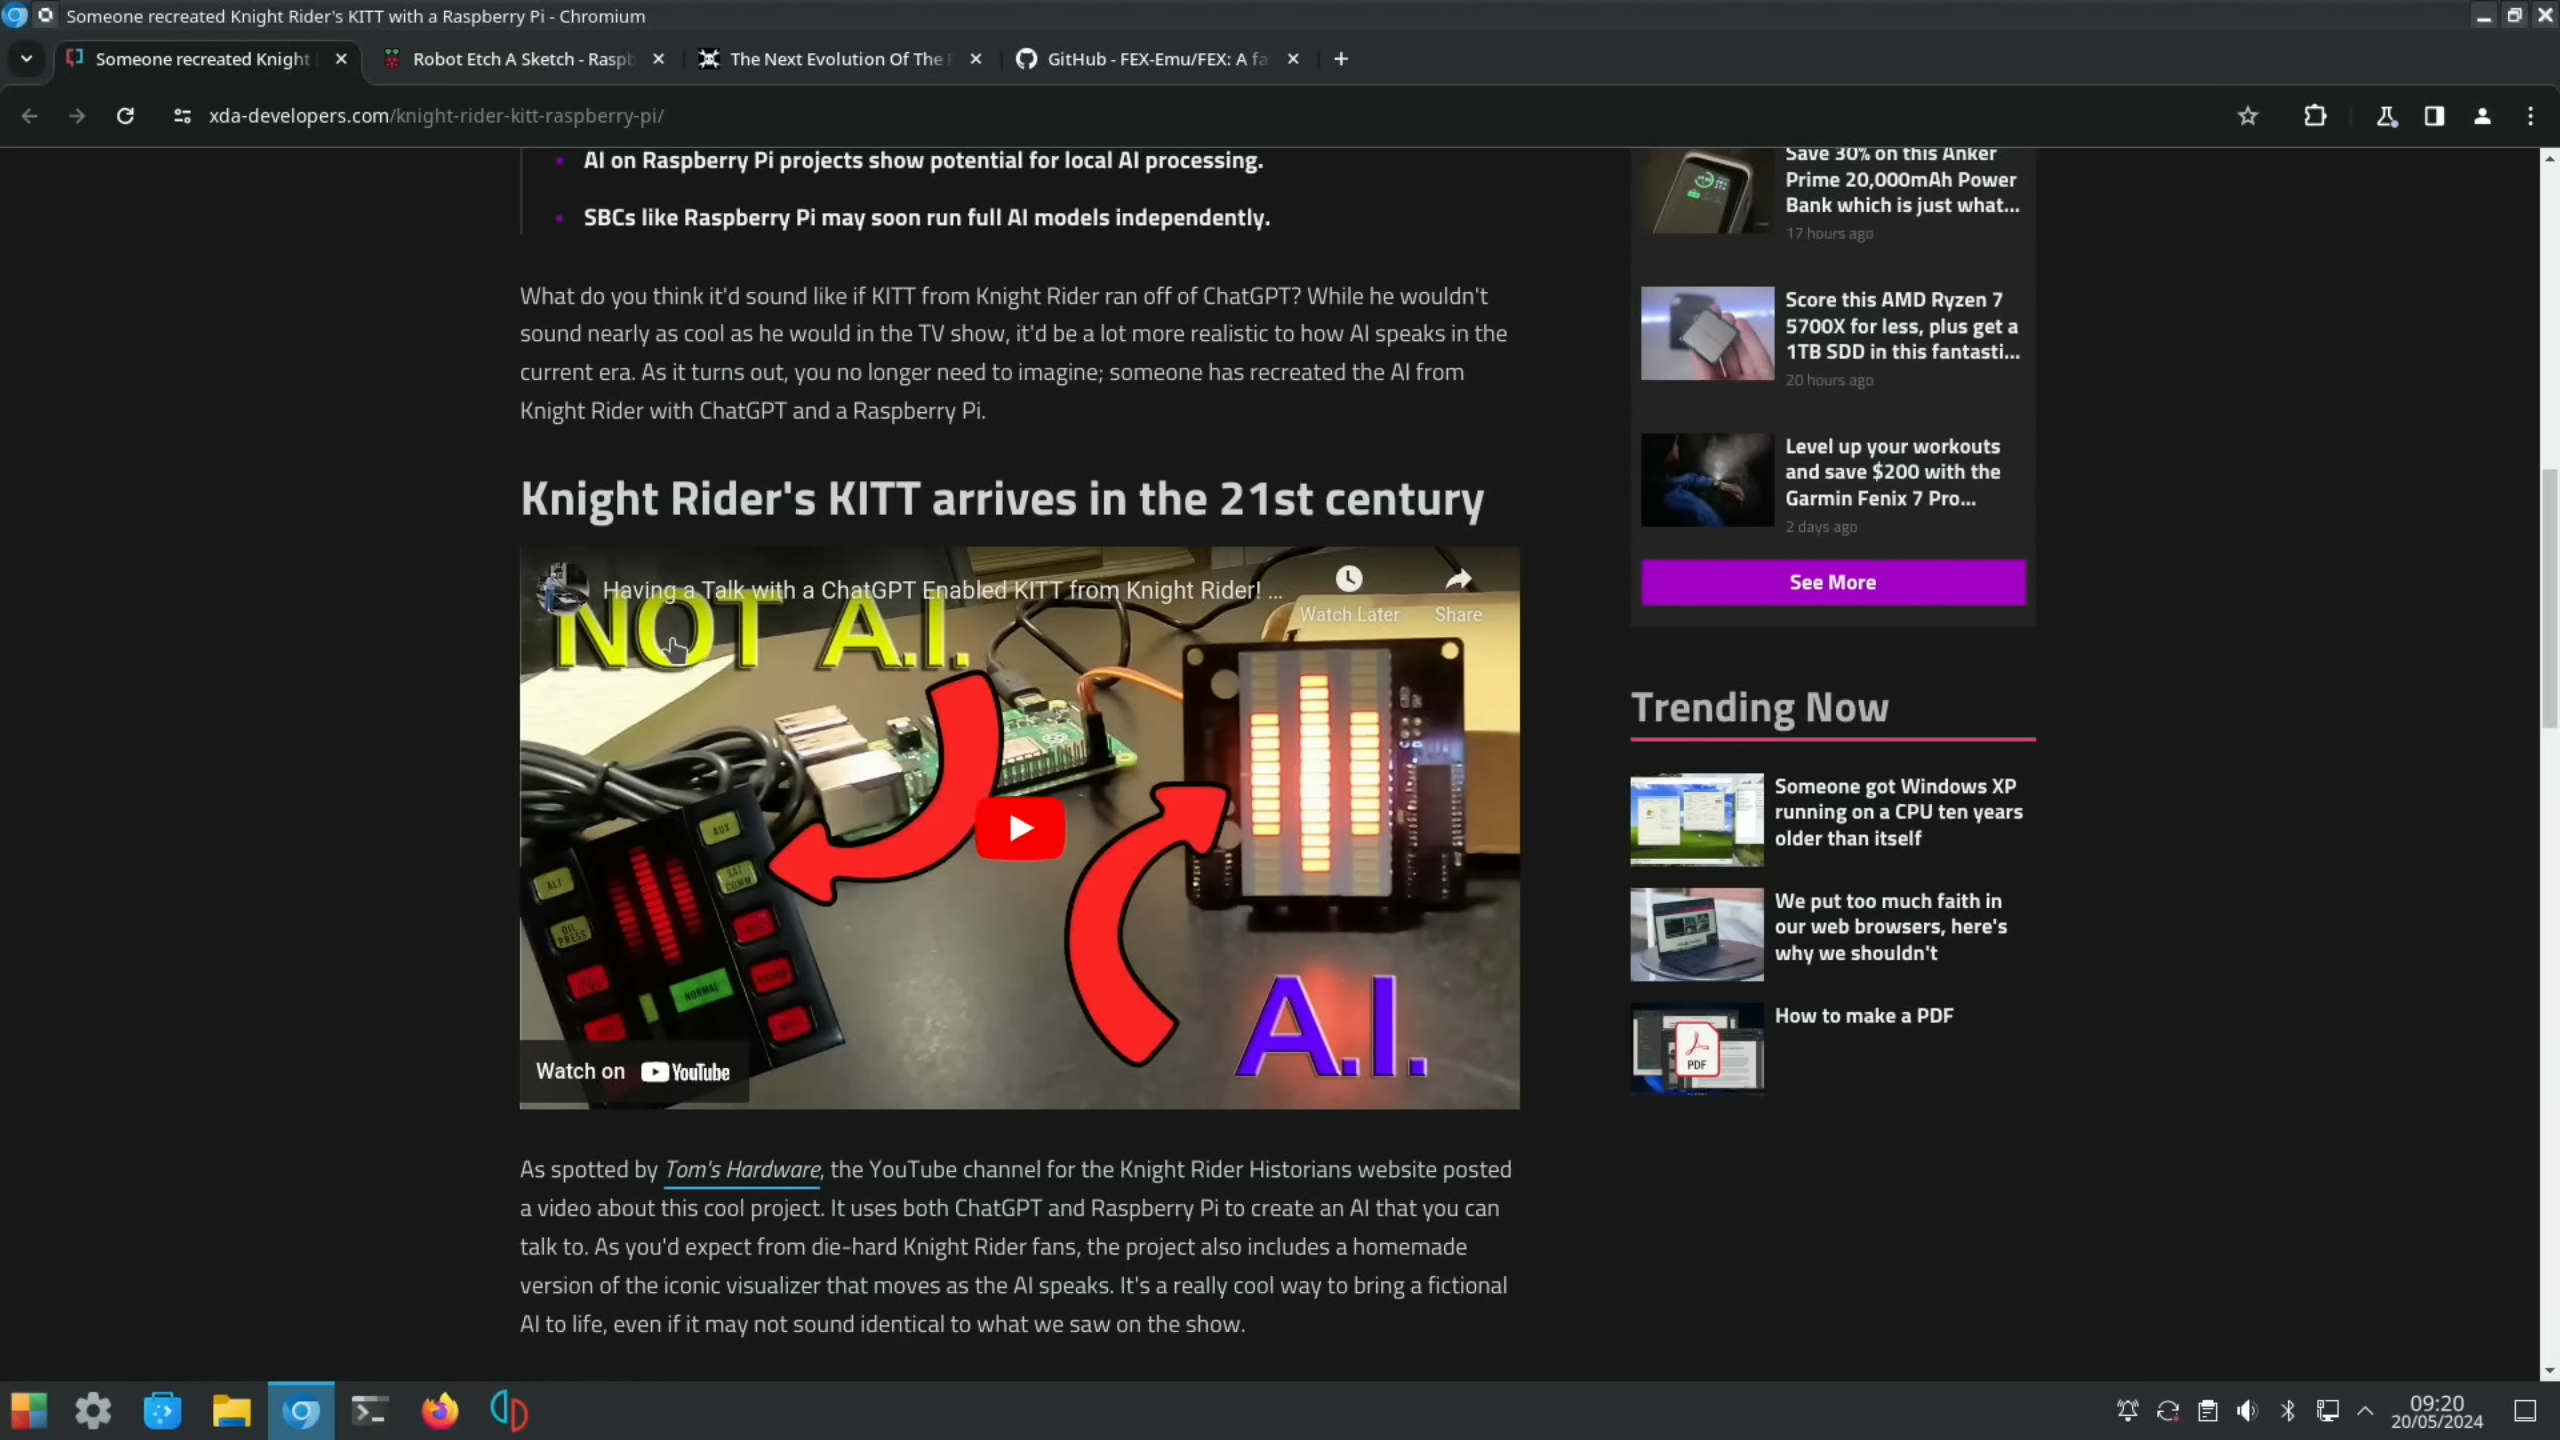 Someone recreated Knight Rider's KITT with a Raspberry Pi - Chromium
Someone recreated Knight
Robot Etch A Sketch - Raspb
The Next Evolution Of The
GitHub - FEX-Emu/FEX: A fa
xda-developers.com/knight-rider-kitt-raspberry-pi/
AI on Raspberry Pi projects show potential for local AI processing.
SBCs like Raspberry Pi may soon run full AI models independently.
What do you think it'd sound like if KITT from Knight Rider ran off of ChatGPT? While he wouldn't
sound nearly as cool as he would in the TV show, it'd be a lot more realistic to how AI speaks in the
current era. As it turns out, you no longer need to imagine; someone has recreated the AI from
Knight Rider with ChatGPT and a Raspberry Pi.
Knight Rider's KITT arrives in the 21st century
Having a Talk with a ChatGPT Enabled KITT from Knight Rider! ...
Watch Later
Share
NOT A.I.
AUX
SAT
COMM
ALT
OIL
PRESS
NORMAL
A.I.
Watch on YouTube
As spotted by Tom's Hardware, the YouTube channel for the Knight Rider Historians website posted
a video about this cool project. It uses both ChatGPT and Raspberry Pi to create an AI that you can
talk to. As you'd expect from die-hard Knight Rider fans, the project also includes a homemade
version of the iconic visualizer that moves as the AI speaks. It's a really cool way to bring a fictional
AI to life, even if it may not sound identical to what we saw on the show.
Save 30% on this Anker
Prime 20,000mAh Power
Bank which is just what...
17 hours ago
Score this AMD Ryzen 7
5700X for less, plus get a
1TB SDD in this fantasti...
20 hours ago
Level up your workouts
and save $200 with the
Garmin Fenix 7 Pro...
2 days ago
See More
Trending Now
Someone got Windows XP
running on a CPU ten years
older than itself
We put too much faith in
our web browsers, here's
why we shouldn't
PDF
How to make a PDF
09:20
20/05/2024